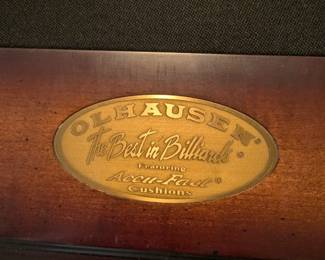 OLHAUSEN®
The Best in Billiards.
Featuring
Accu-Fast®
Cushions